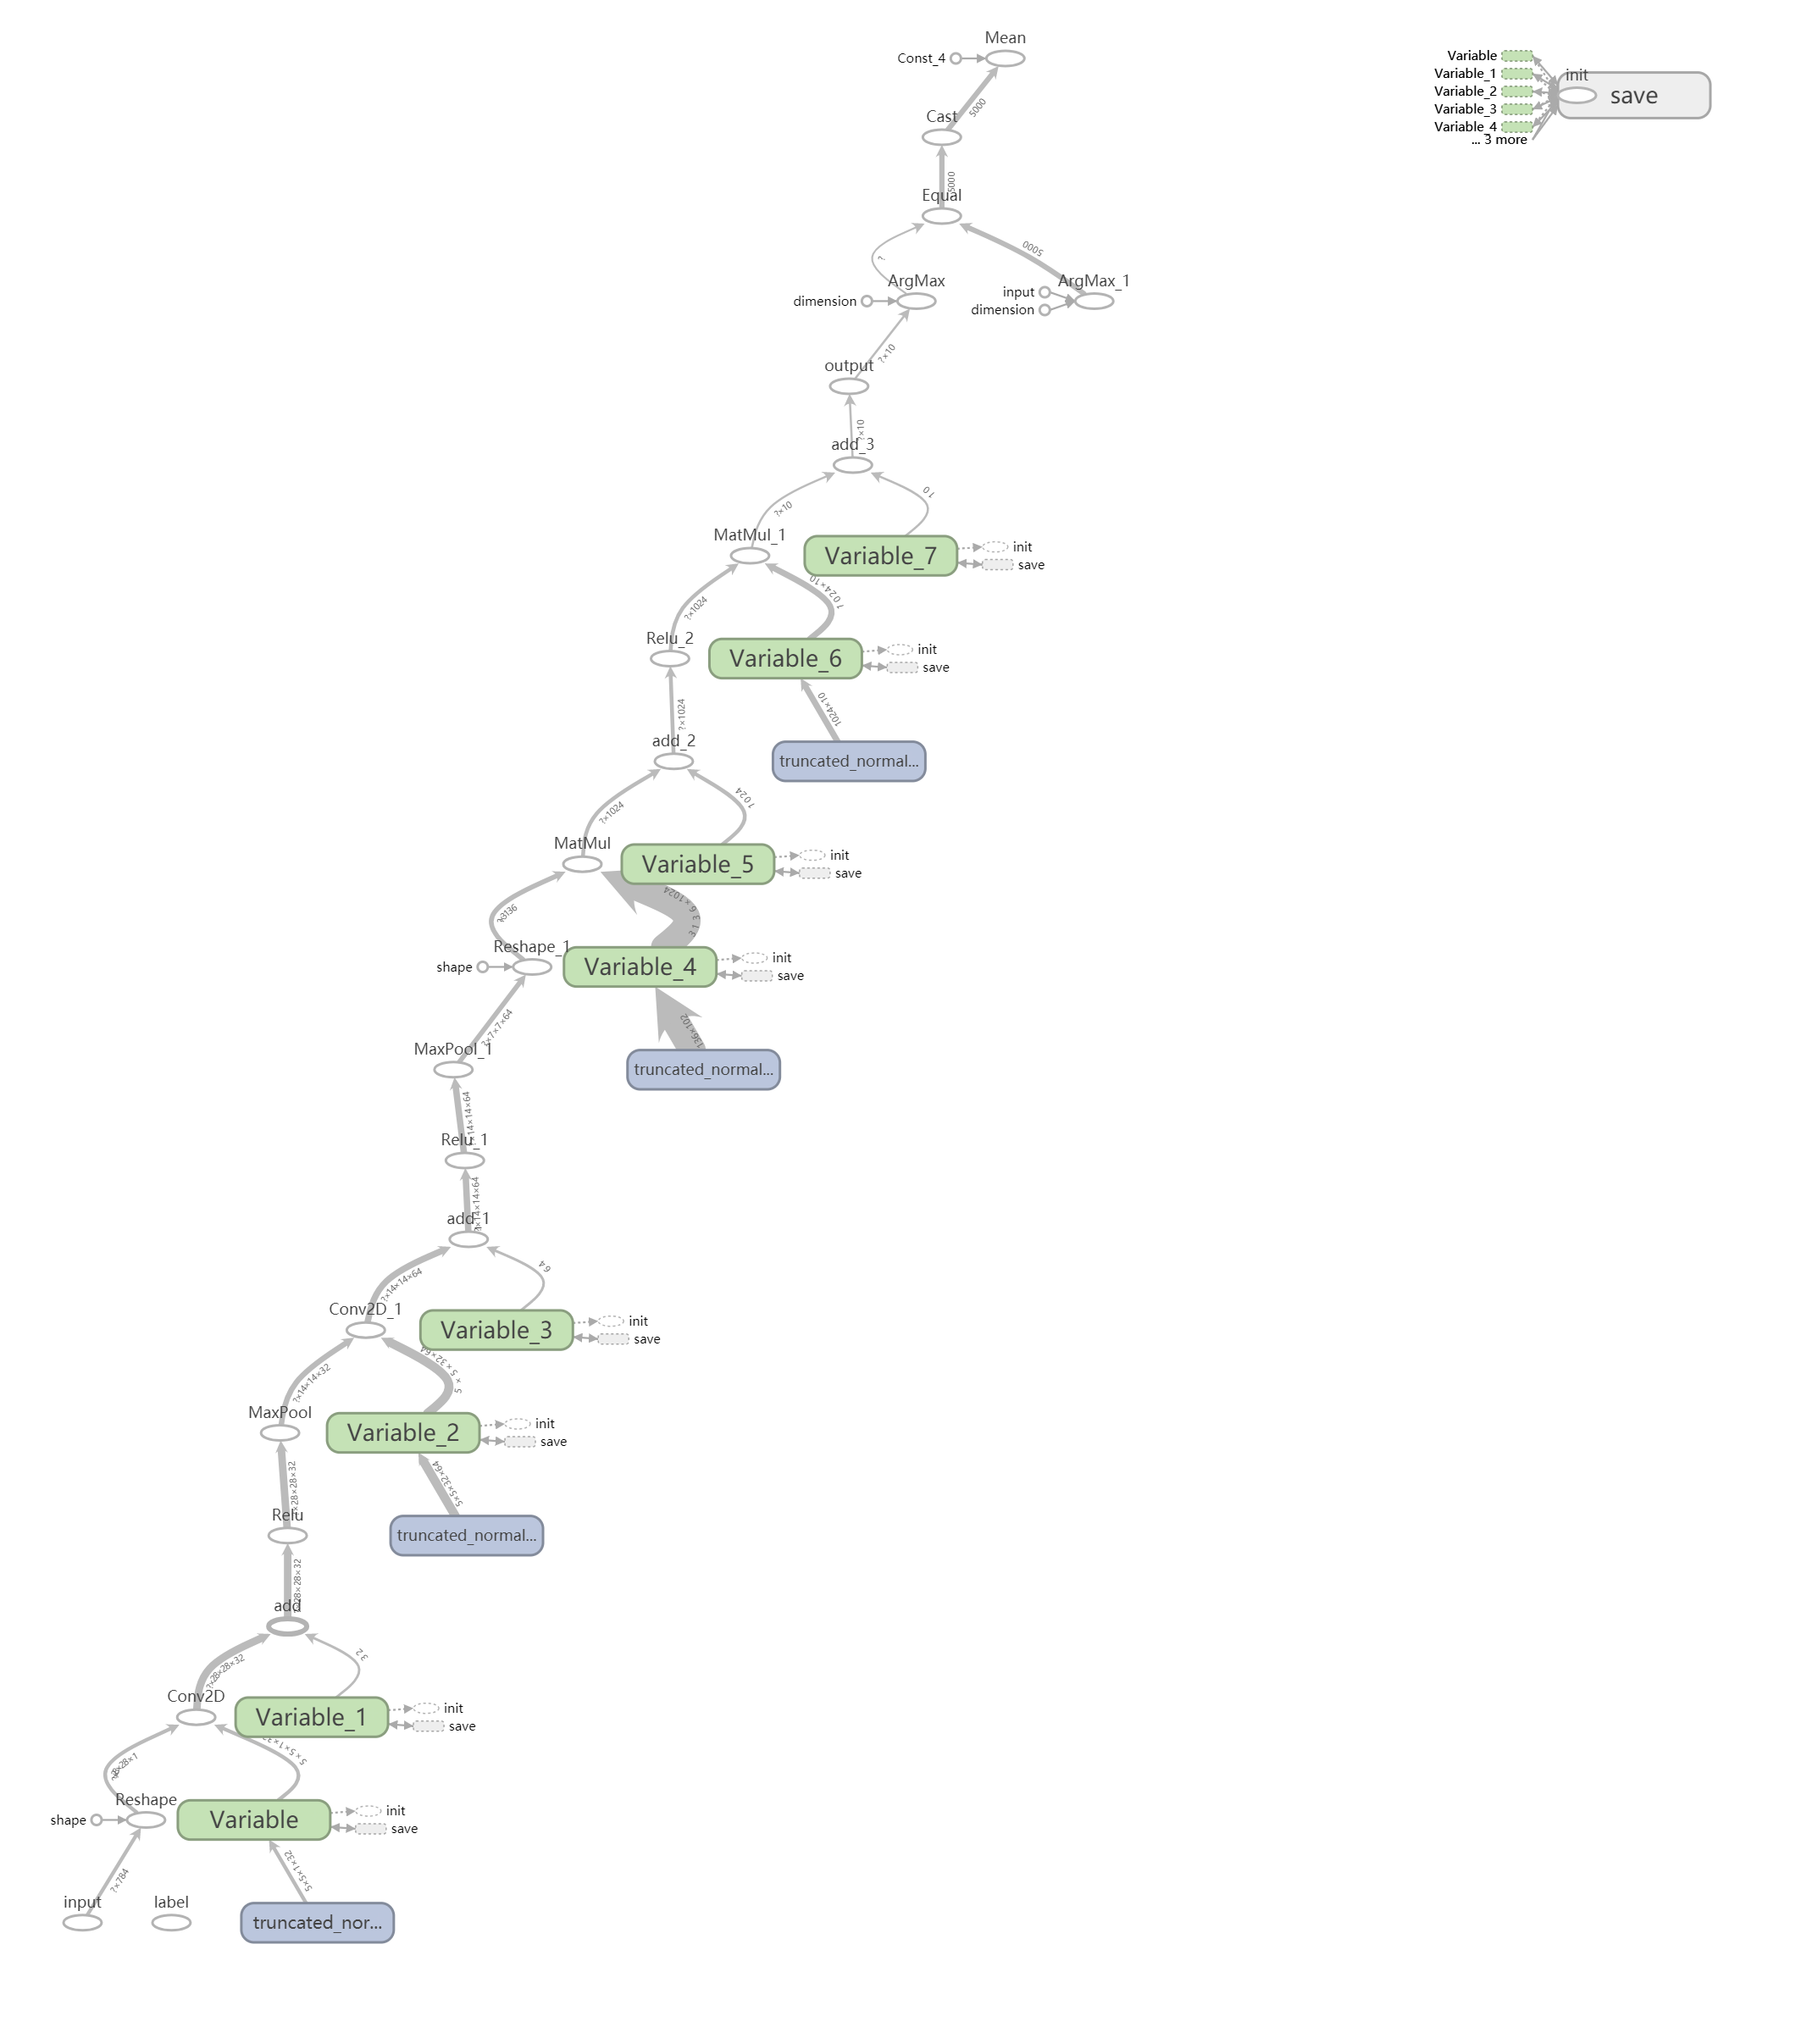 Mean
Const_4
5000
Cast
5000
Equal
?
5000
ArgMax
ArgMax_1
dimension
input
dimension
?×10
output
?×10
add_3
?×10
10
MatMul_1
Variable_7
init
save
?×1024
1024×10
Relu_2
Variable_6
init
save
?×1024
1024×10
add_2
truncated_normal...
?×1024
1024
MatMul
Variable_5
init
save
?×3136
3136×1024
Reshape_1
shape
Variable_4
init
save
?×7×7×64
136×102
MaxPool_1
truncated_normal...
?×14×14×64
Relu_1
?×14×14×64
add_1
?×14×14×64
64
Conv2D_1
Variable_3
init
save
?×14×14×32
5×5×32×64
MaxPool
Variable_2
init
save
?×28×28×32
5×5×32×64
Relu
truncated_normal...
?×28×28×32
add
?×28×28×32
32
Conv2D
Variable_1
init
save
5×5×1×32
Reshape
shape
Variable
init
save
?×784
5×5×1×32
input
label
truncated_nor...
Variable
Variable_1
Variable_2
Variable_3
Variable_4
... 3 more
init
save